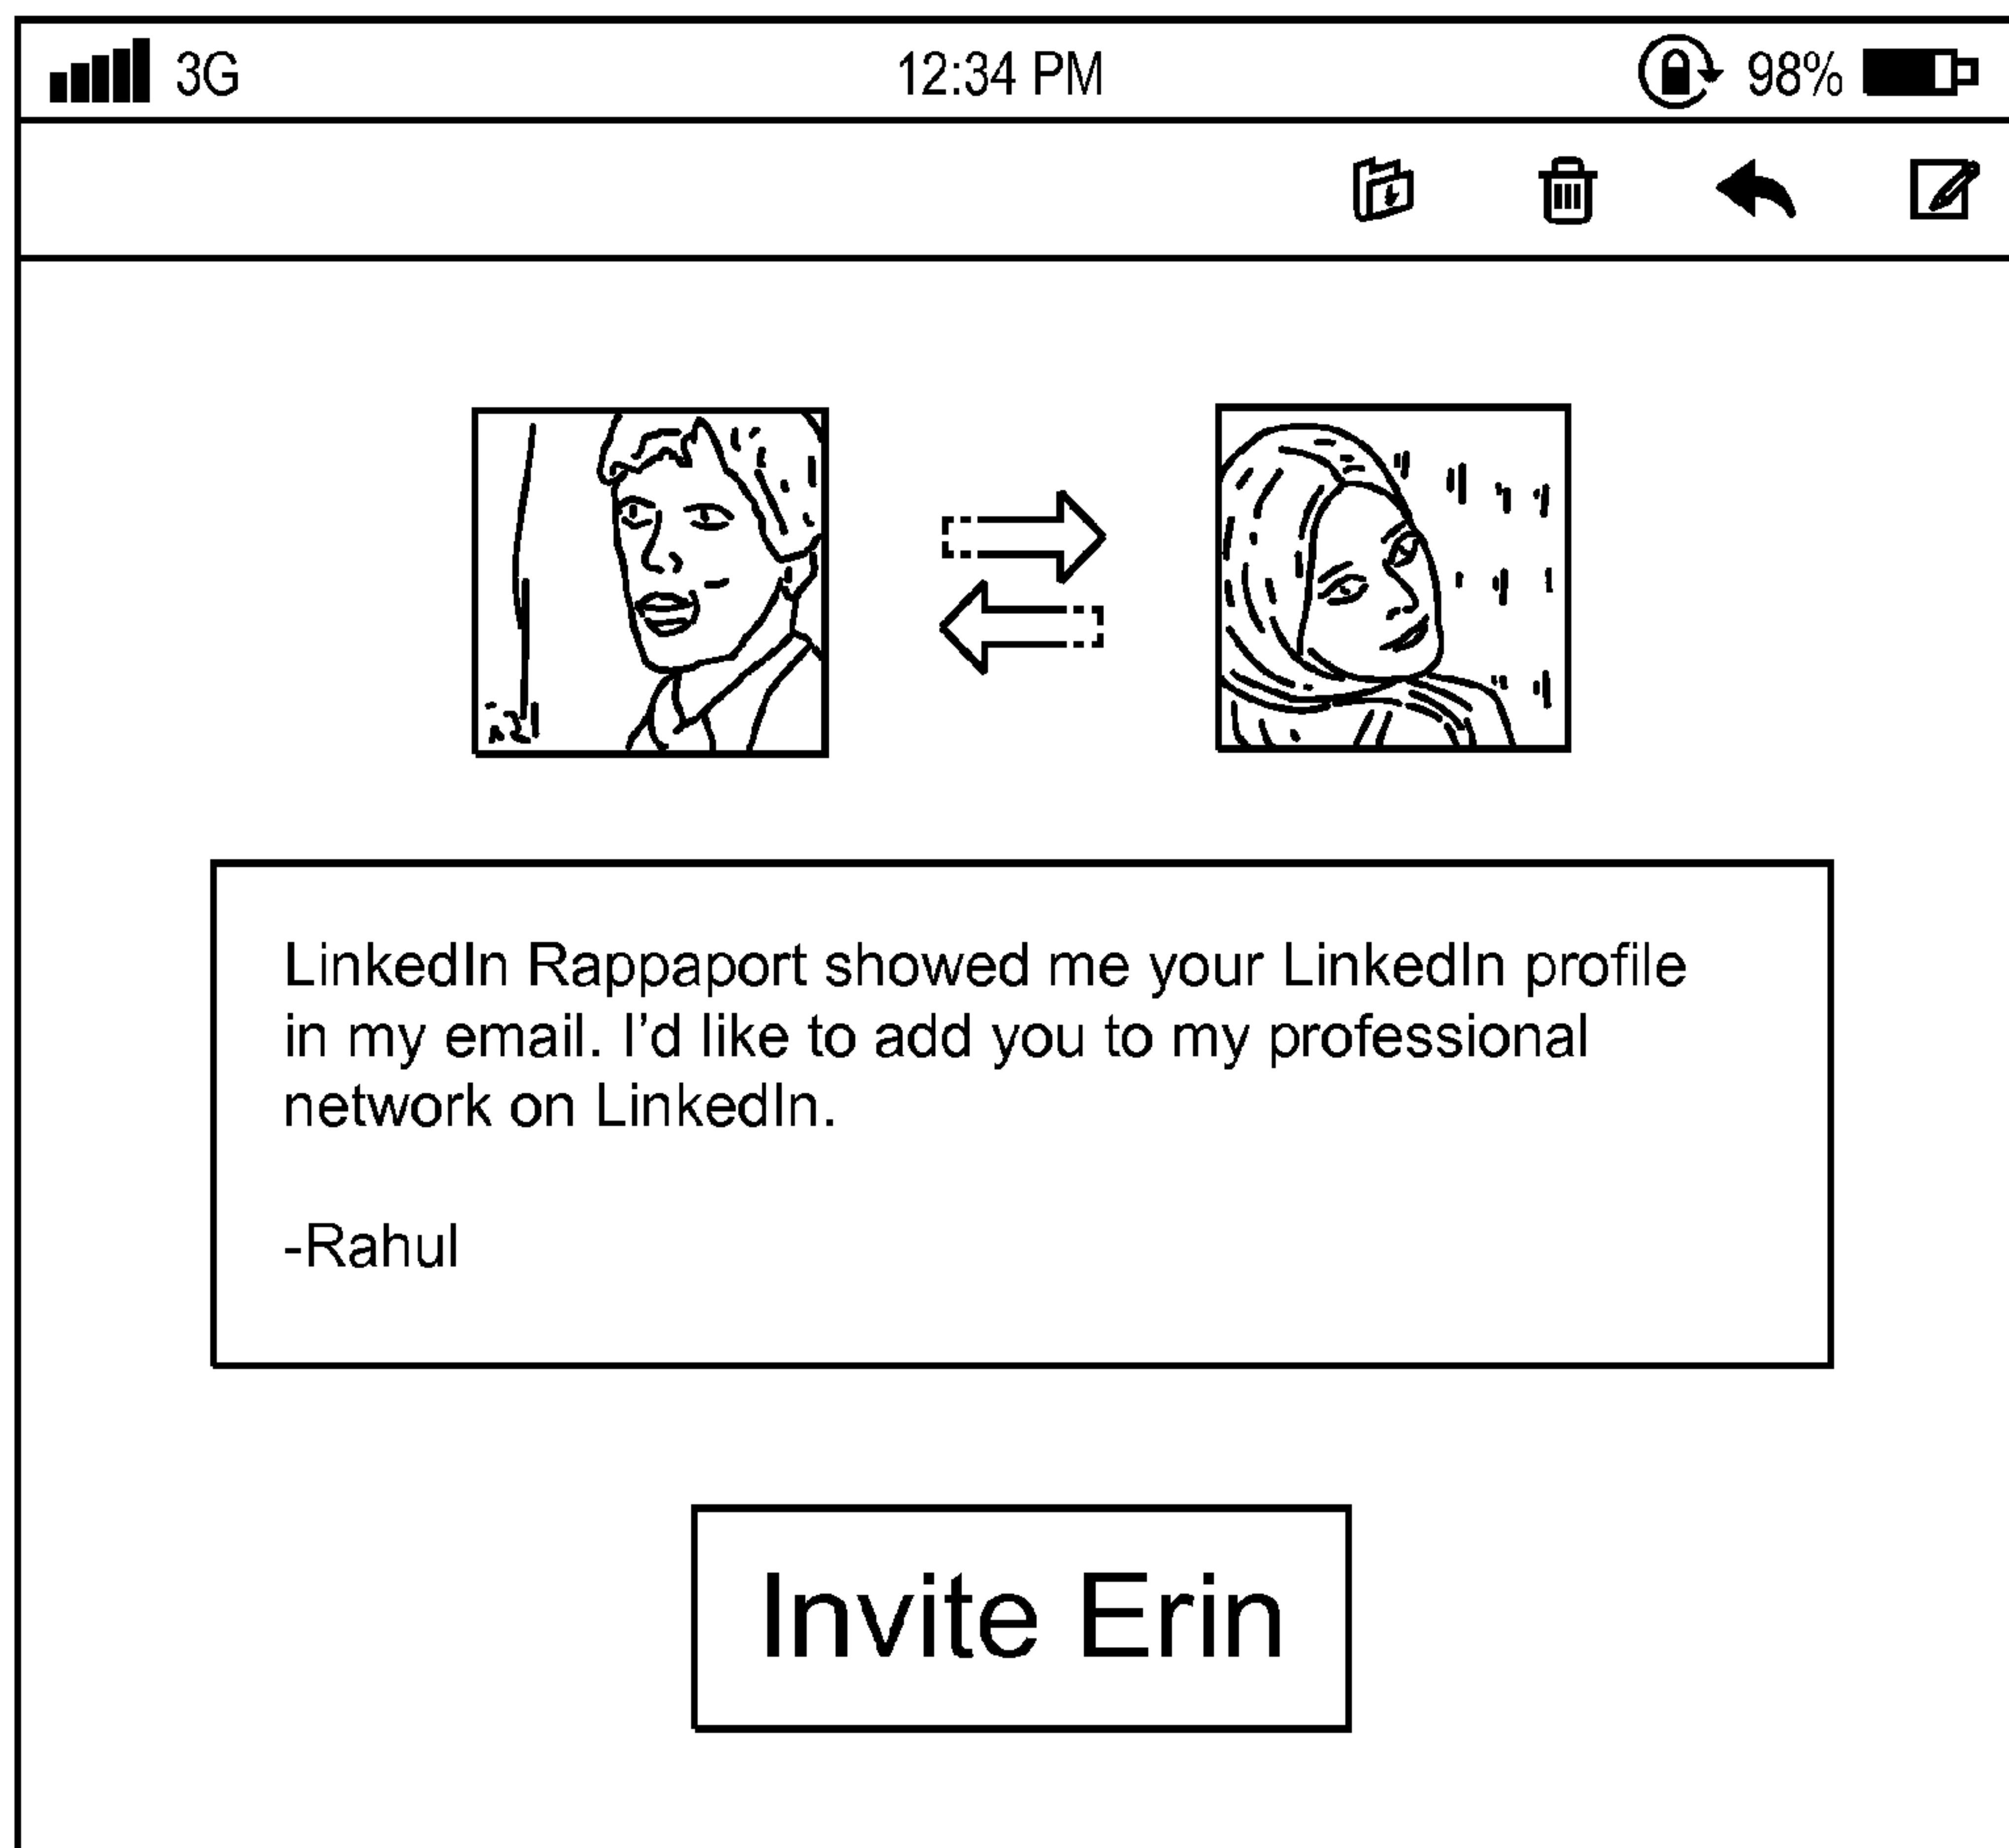 3G 12:34 PM 98%
LinkedIn Rappaport showed me your LinkedIn profile
in my email. I’d like to add you to my professional
network on LinkedIn.
-Rahul
Invite Erin